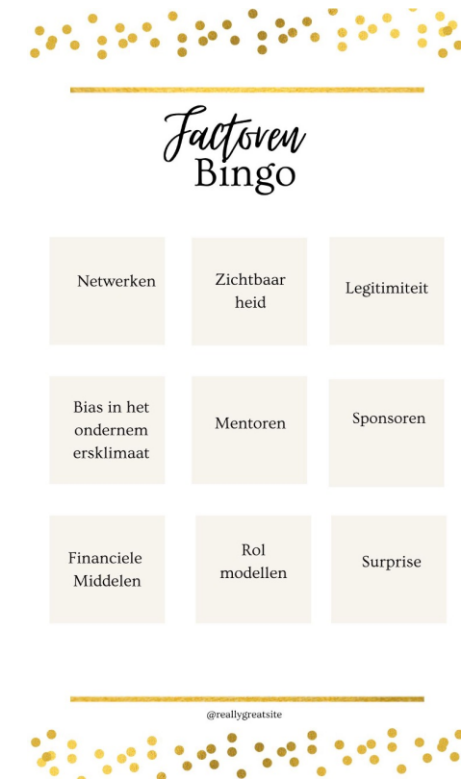 Factoren
Bingo
Netwerken
Zichtbaar
heid
Legitimiteit
Bias in het
ondernem
ersklimaat
Mentoren
Sponsoren
Financiele
Middelen
Rol
modellen
Surprise
@reallygreatsite